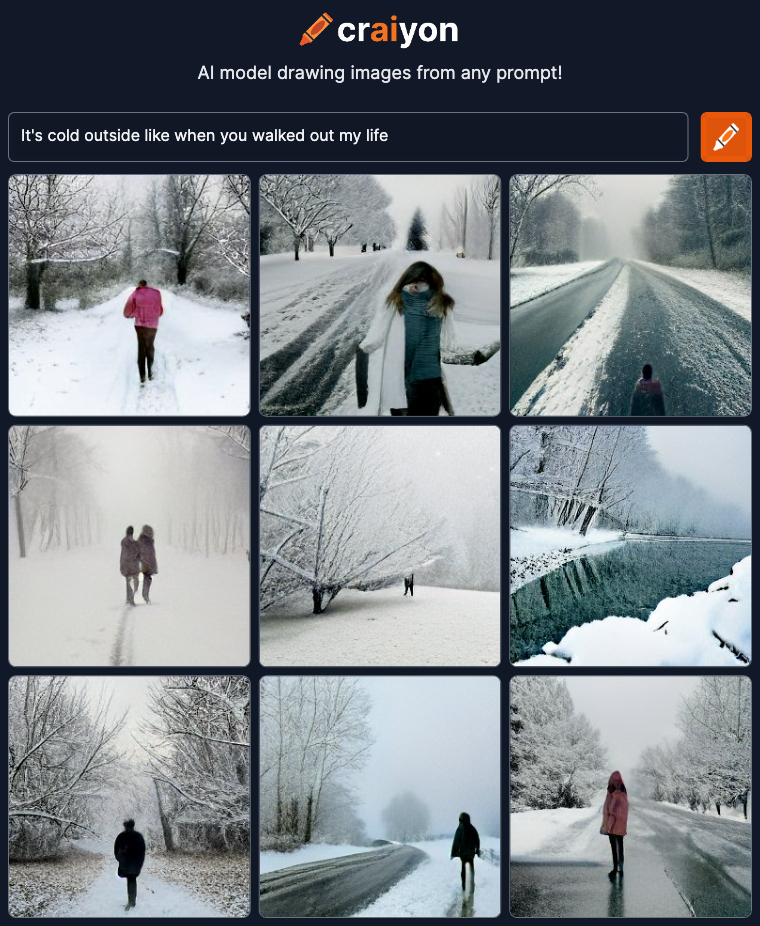 craiyon
AI model drawing images from any prompt!
It's cold outside like when you walked out my life